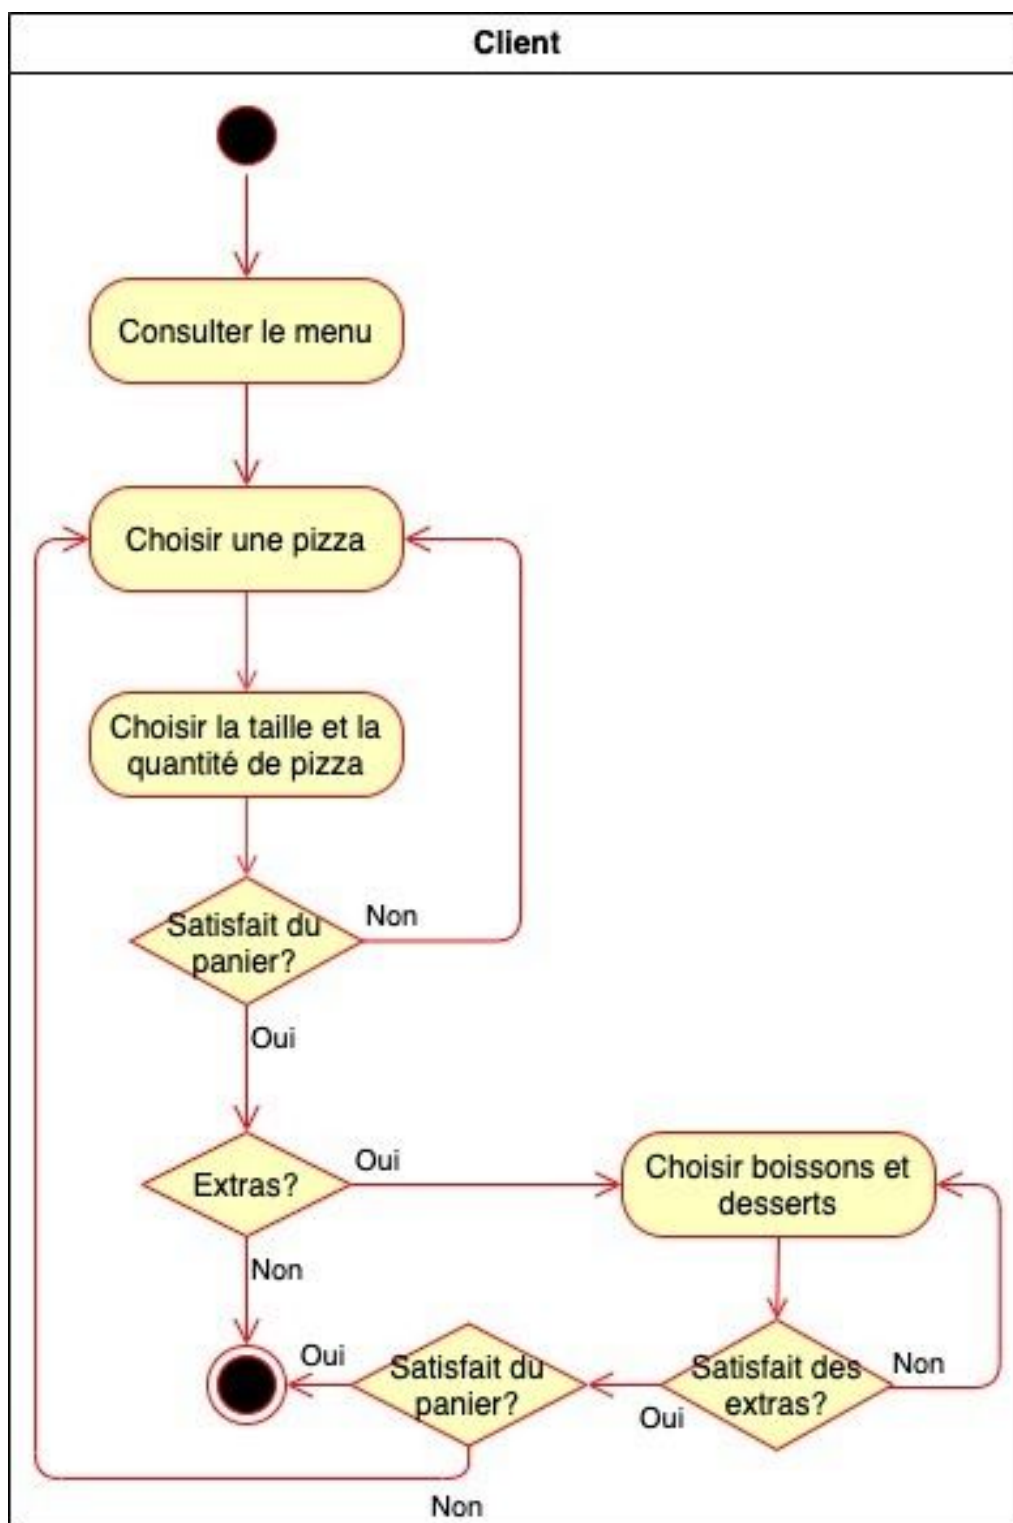 Client
Consulter le menu
Choisir une pizza
Choisir la taille et la
quantité de pizza
Satisfait du
panier?
Non
Oui
Extras?
Oui
Non
Choisir boissons et
desserts
Satisfait des
extras?
Non
Oui
Satisfait du
panier?
Oui
Non